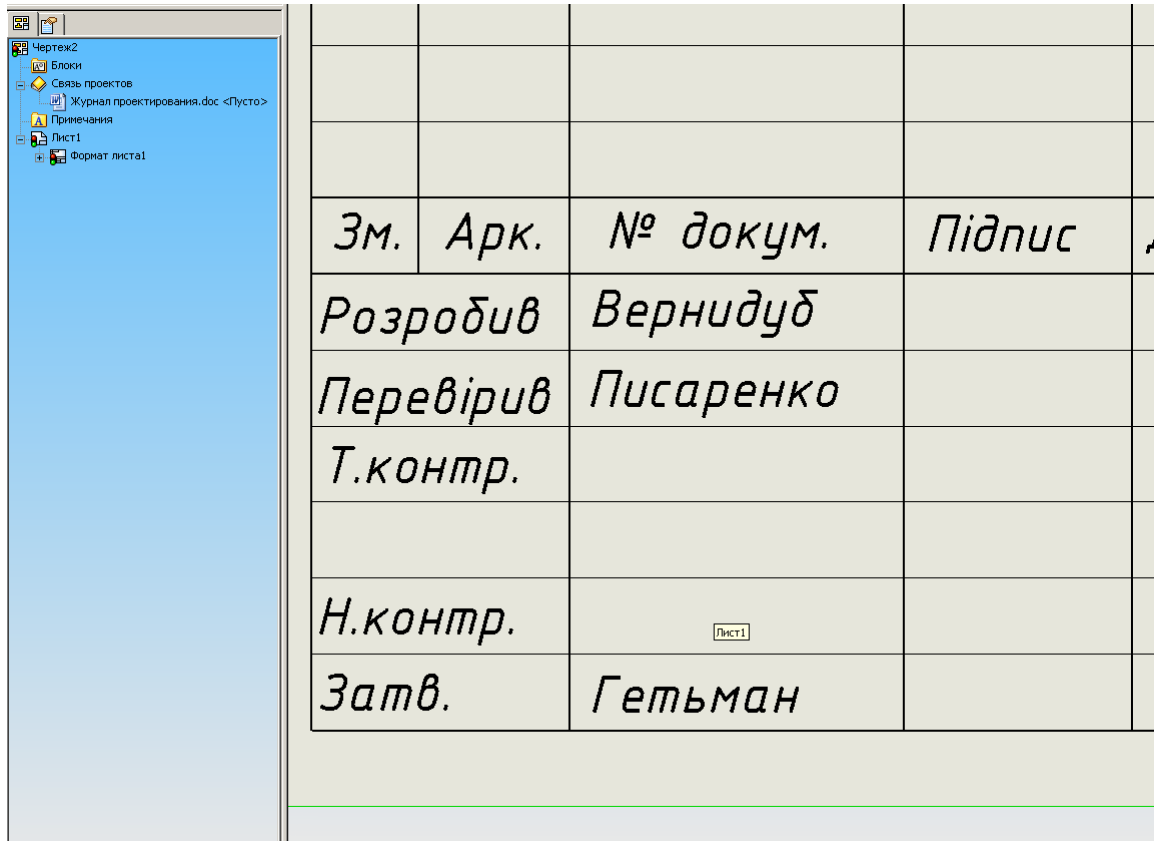 Чертеж2
Блоки
Связь проектов
Журнал проектирования.doc <Пусто>
Примечания
Лист1
Формат листа1
Зм. Арк. № докум. Підпис
Розробив Вернидуб
Перевірив Писаренко
Т.контр.
Н.контр. Лист1
Затв. Гетьман